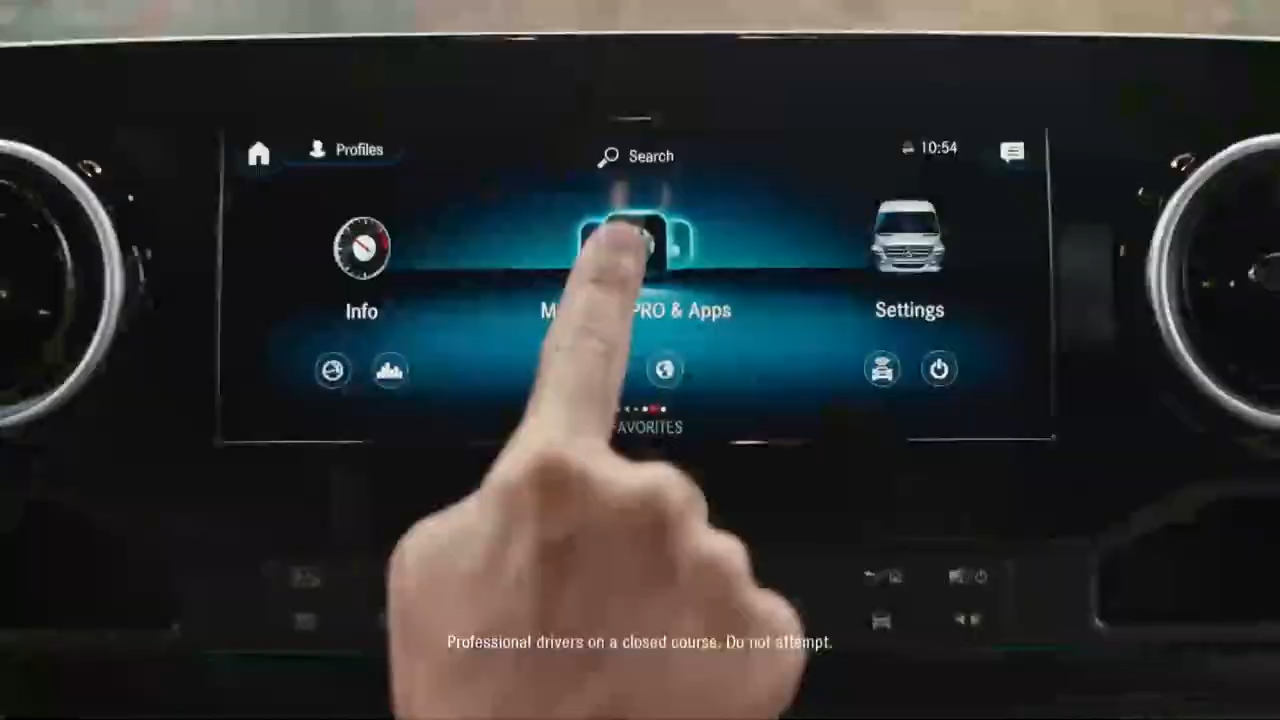 Profiles
Search
10:54
Info
PRO & Apps
Settings
Professional drivers on a closed course. Do not attempt.